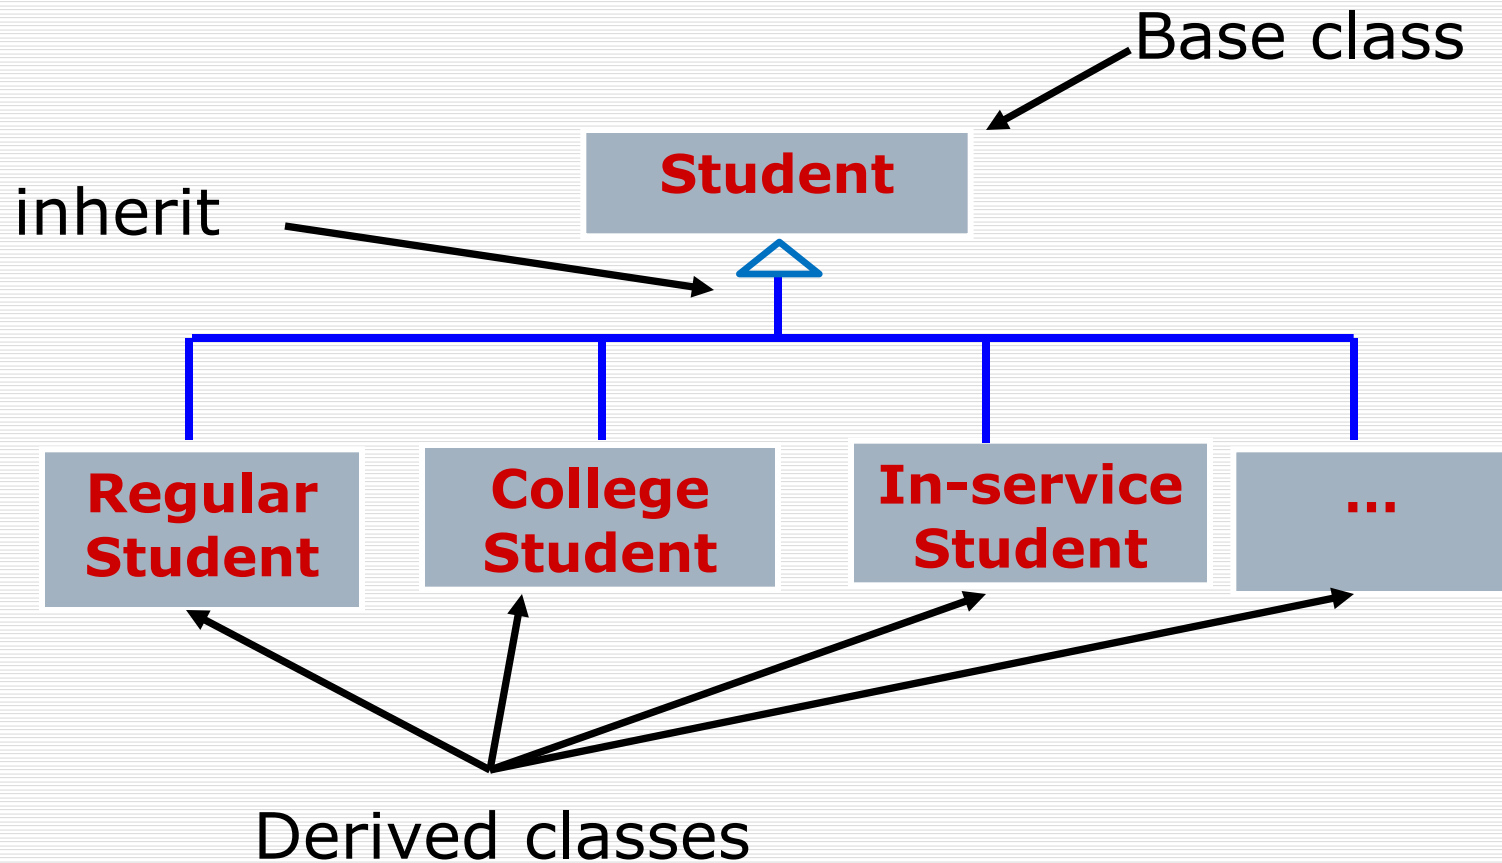 Base class
Student
inherit
Regular
Student
College
Student
In-service
Student
...
Derived classes